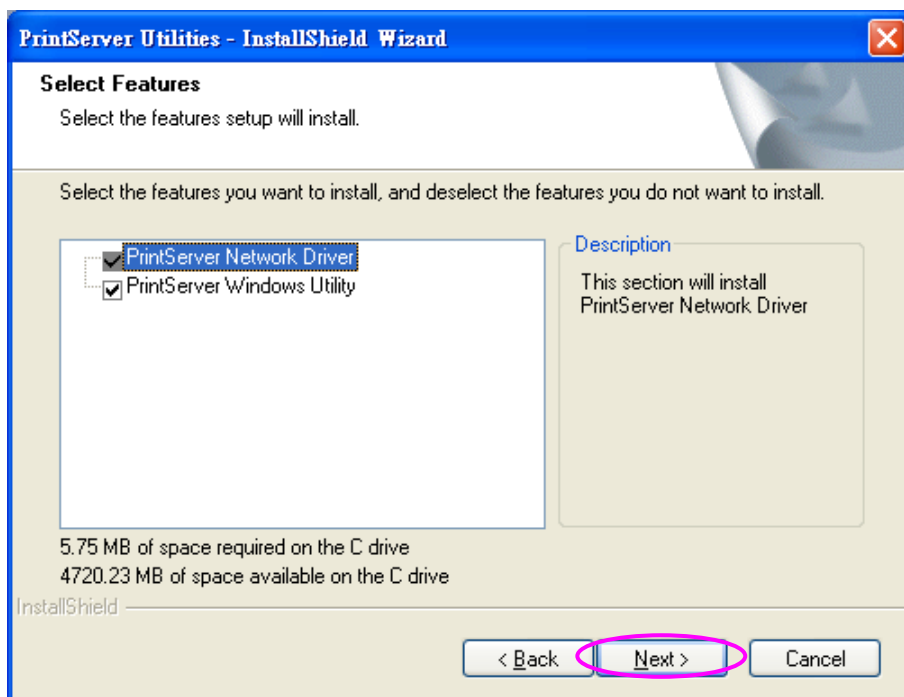 PrintServer Utilities - InstallShield Wizard
Select Features
Select the features setup will install.
Select the features you want to install, and deselect the features you do not want to install.
PrintServer Network Driver
PrintServer Windows Utility
Description
This section will install
PrintServer Network Driver
5.75 MB of space required on the C drive
4720.23 MB of space available on the C drive
InstallShield
< Back
Next >
Cancel